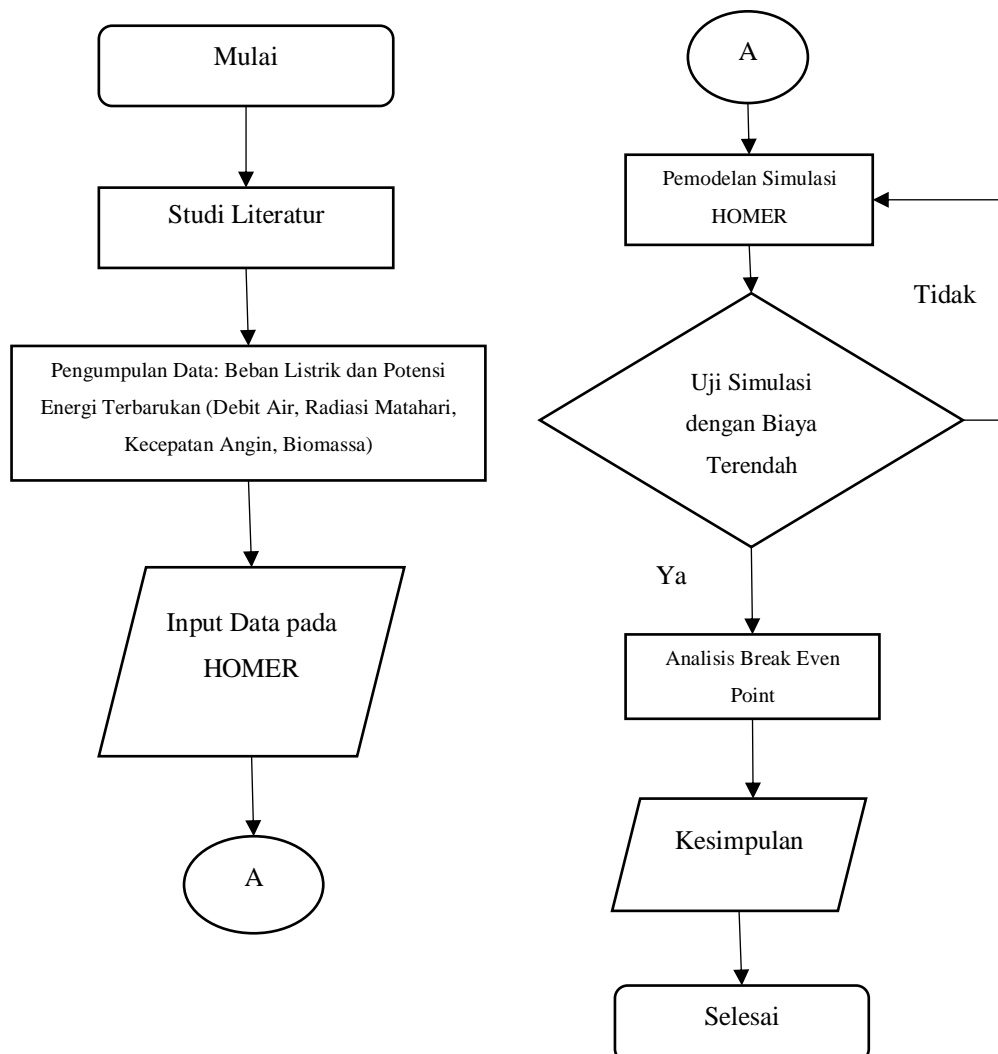 Mulai
Studi Literatur
Pengumpulan Data: Beban Listrik dan Potensi
Energi Terbarukan (Debit Air, Radiasi Matahari,
Kecepatan Angin, Biomassa)
Input Data pada
HOMER
A
A
Pemodelan Simulasi
HOMER
Tidak
Uji Simulasi
dengan Biaya
Terendah
Ya
Analisis Break Even
Point
Kesimpulan
Selesai